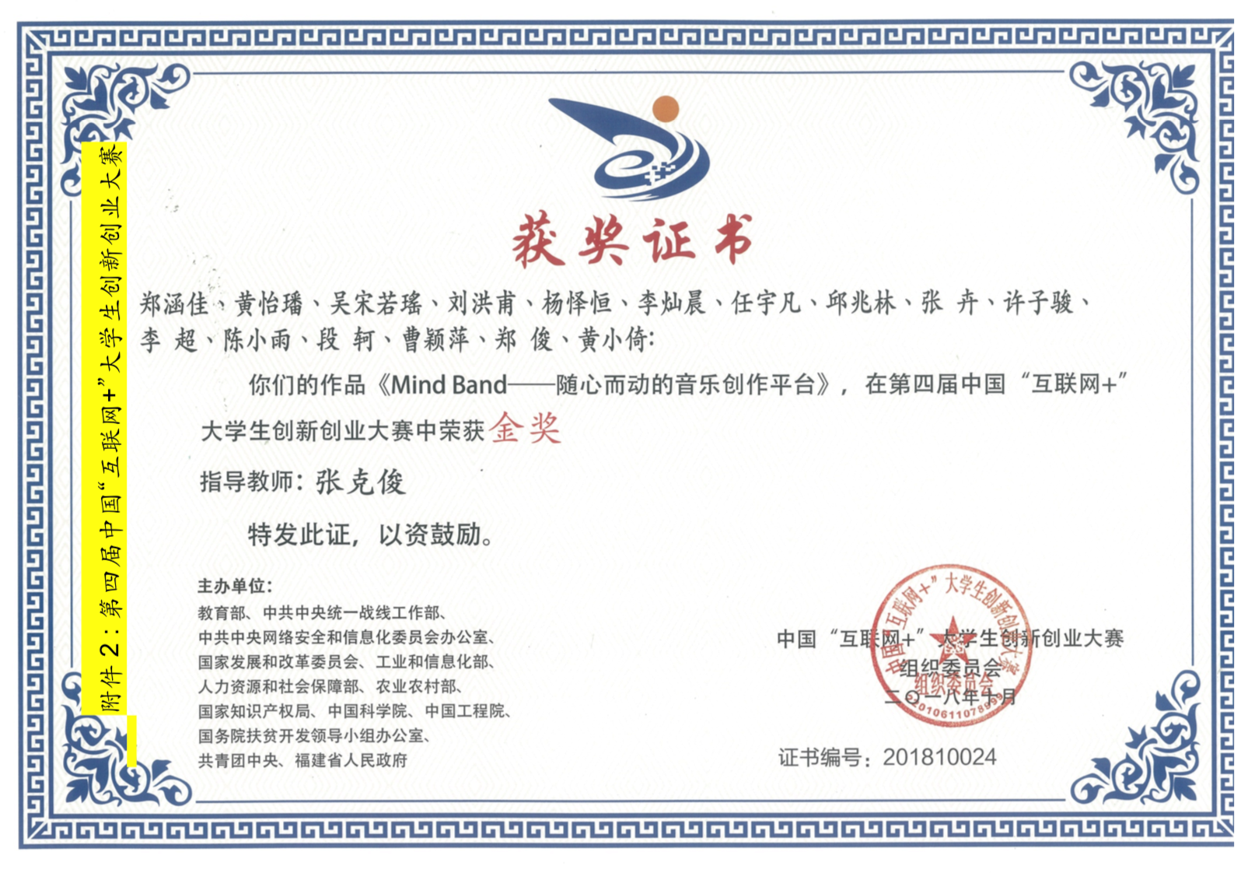 附件2：第四届中国“互联网+”大学生创新创业大赛
获奖证书
郑涵佳、黄怡璠、吴宋若瑶、刘洪甫、杨怿恒、李灿晨、任宇凡、邱兆林、张 卉、许子骏、
李 超、陈小雨、段 轲、曹颖萍、郑 俊、黄小倚：
你们的作品《Mind Band——随心而动的音乐创作平台》，在第四届中国“互联网+”
大学生创新创业大赛中荣获金奖
指导教师：张克俊
特发此证，以资鼓励。
主办单位：
教育部、中共中央统一战线工作部、
中共中央网络安全和信息化委员会办公室、
国家发展和改革委员会、工业和信息化部、
人力资源和社会保障部、农业农村部、
国家知识产权局、中国科学院、中国工程院、
国务院扶贫开发领导小组办公室、
共青团中央、福建省人民政府
中国“互联网+”大学生创新创业大赛
组织委员会
二〇一八年十月
中国“互联网+”大学生创新创业大赛
组织委员会
证书编号：201810024